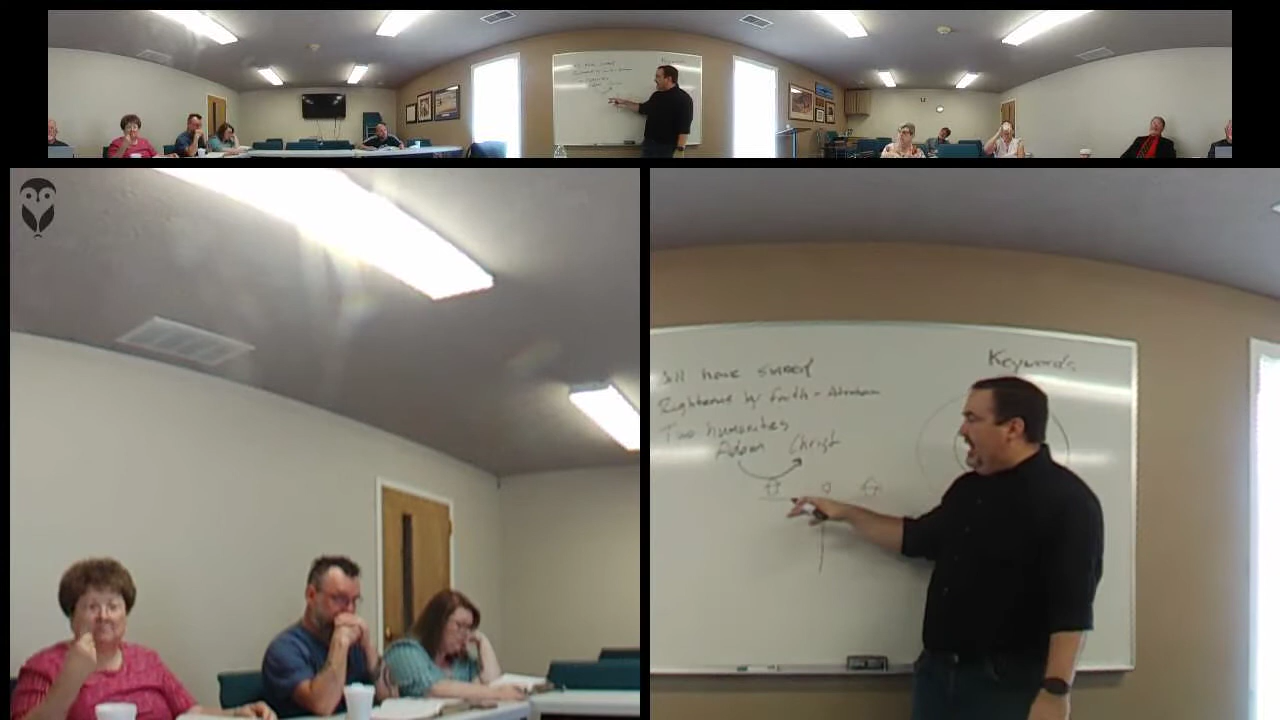 Keywords
All have sinned
Righteous by faith - Abraham
Two humanities
Adam Christ